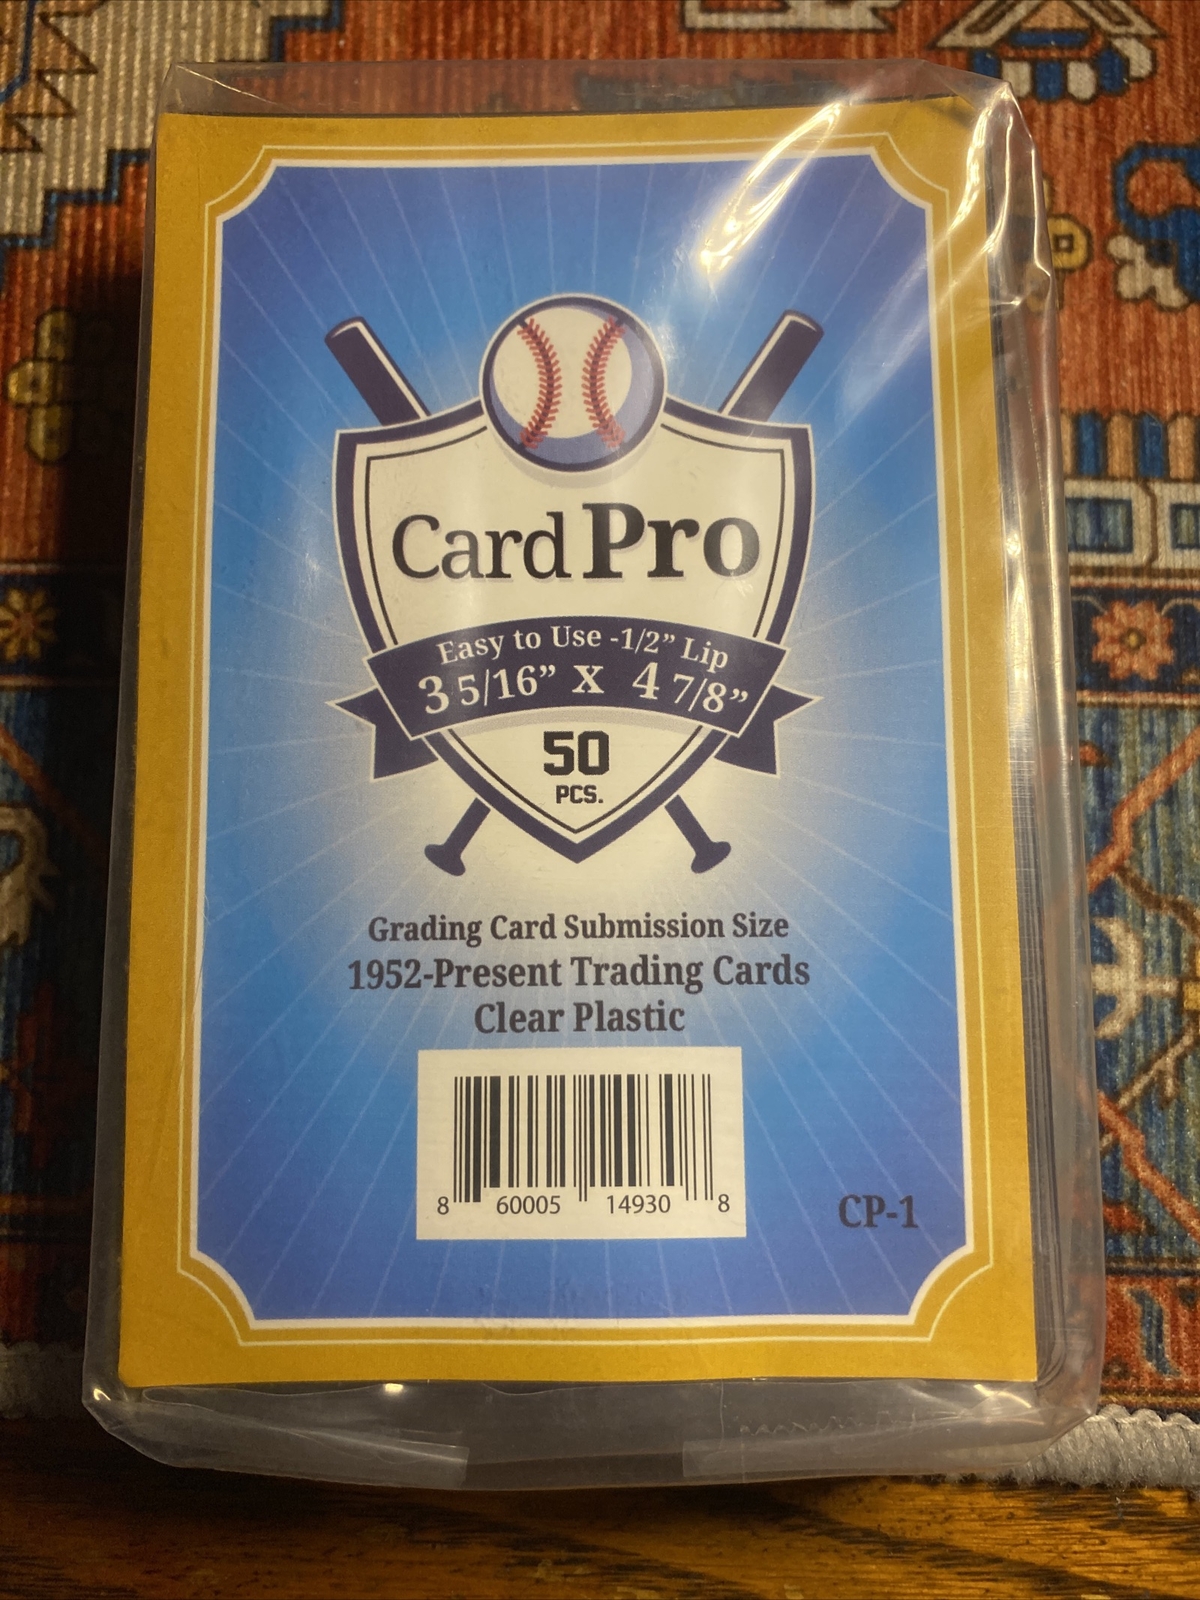 Card Pro
Easy to Use -1/2” Lip
3 5/16” X 4 7/8”
50
PCS.
Grading Card Submission Size
1952-Present Trading Cards
Clear Plastic
8 60005 14930 8
CP-1